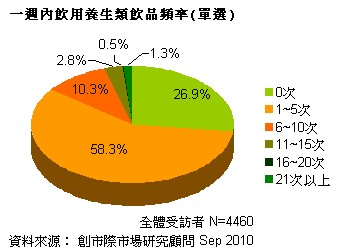 一週內飲用養生類飲品頻率(單選)
0.5%
1.3%
2.8%
10.3%
26.9%
58.3%
0次
1~5次
6~10次
11~15次
16~20次
21次以上
全體受訪者 N=4460
資料來源： 創市際市場研究顧問 Sep 2010